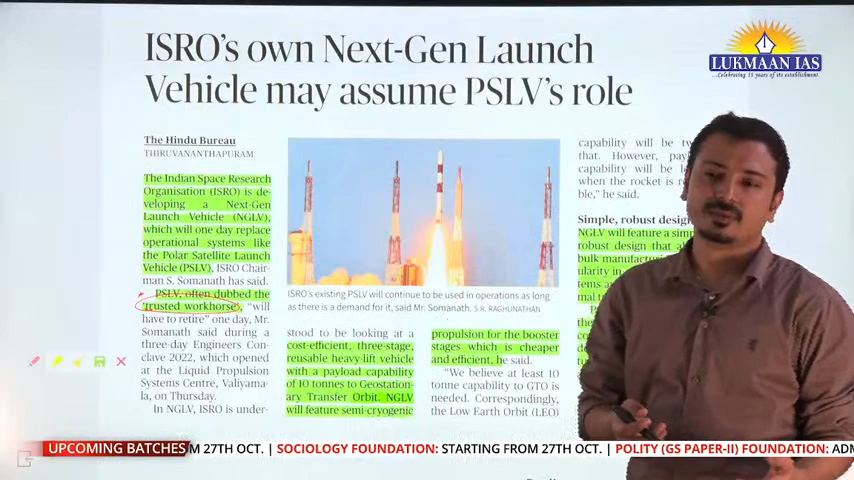 ISRO's own Next-Gen Launch
Vehicle may assume PSLV's role
LUKMAAN IAS
...Celebrating 11 years of its establishment.
The Hindu Bureau
THIRUVANANTHAPURAM
The Indian Space Research
Organisation (ISRO) is de-
veloping a Next-Gen
Launch Vehicle (NGLV),
which will one day replace
operational systems like
the Polar Satellite Launch
Vehicle (PSLV), ISRO Chair-
man S. Somanath has said.
PSLV, often dubbed the
'trusted workhorse', "will
have to retire" one day, Mr.
Somanath said during a
three-day Engineers Con-
clave 2022, which opened
at the Liquid Propulsion
Systems Centre, Valiyama-
la, on Thursday.
In NGLV, ISRO is under-
ISRO's existing PSLV will continue to be used in operations as long
as there is a demand for it, said Mr. Somanath. S.R. RAGHUNATHAN
stood to be looking at a
cost-efficient, three-stage,
reusable heavy-lift vehicle
with a payload capability
of 10 tonnes to Geostation-
ary Transfer Orbit. NGLV
will feature semi-cryogenic
propulsion for the booster
stages which is cheaper
and efficient, he said.
"We believe at least 10
tonne capability to GTO is
needed. Correspondingly,
the Low Earth Orbit (LEO)
capability will be
that. However,
capability will be
when the rocket is
ble," he said.
Simple, robust design
NGLV will feature a
robust design that
bulk
UPCOMING BATCHES
27TH OCT. | SOCIOLOGY FOUNDATION: STARTING FROM 27TH OCT. | POLITY (GS PAPER-II) FOUNDATION: